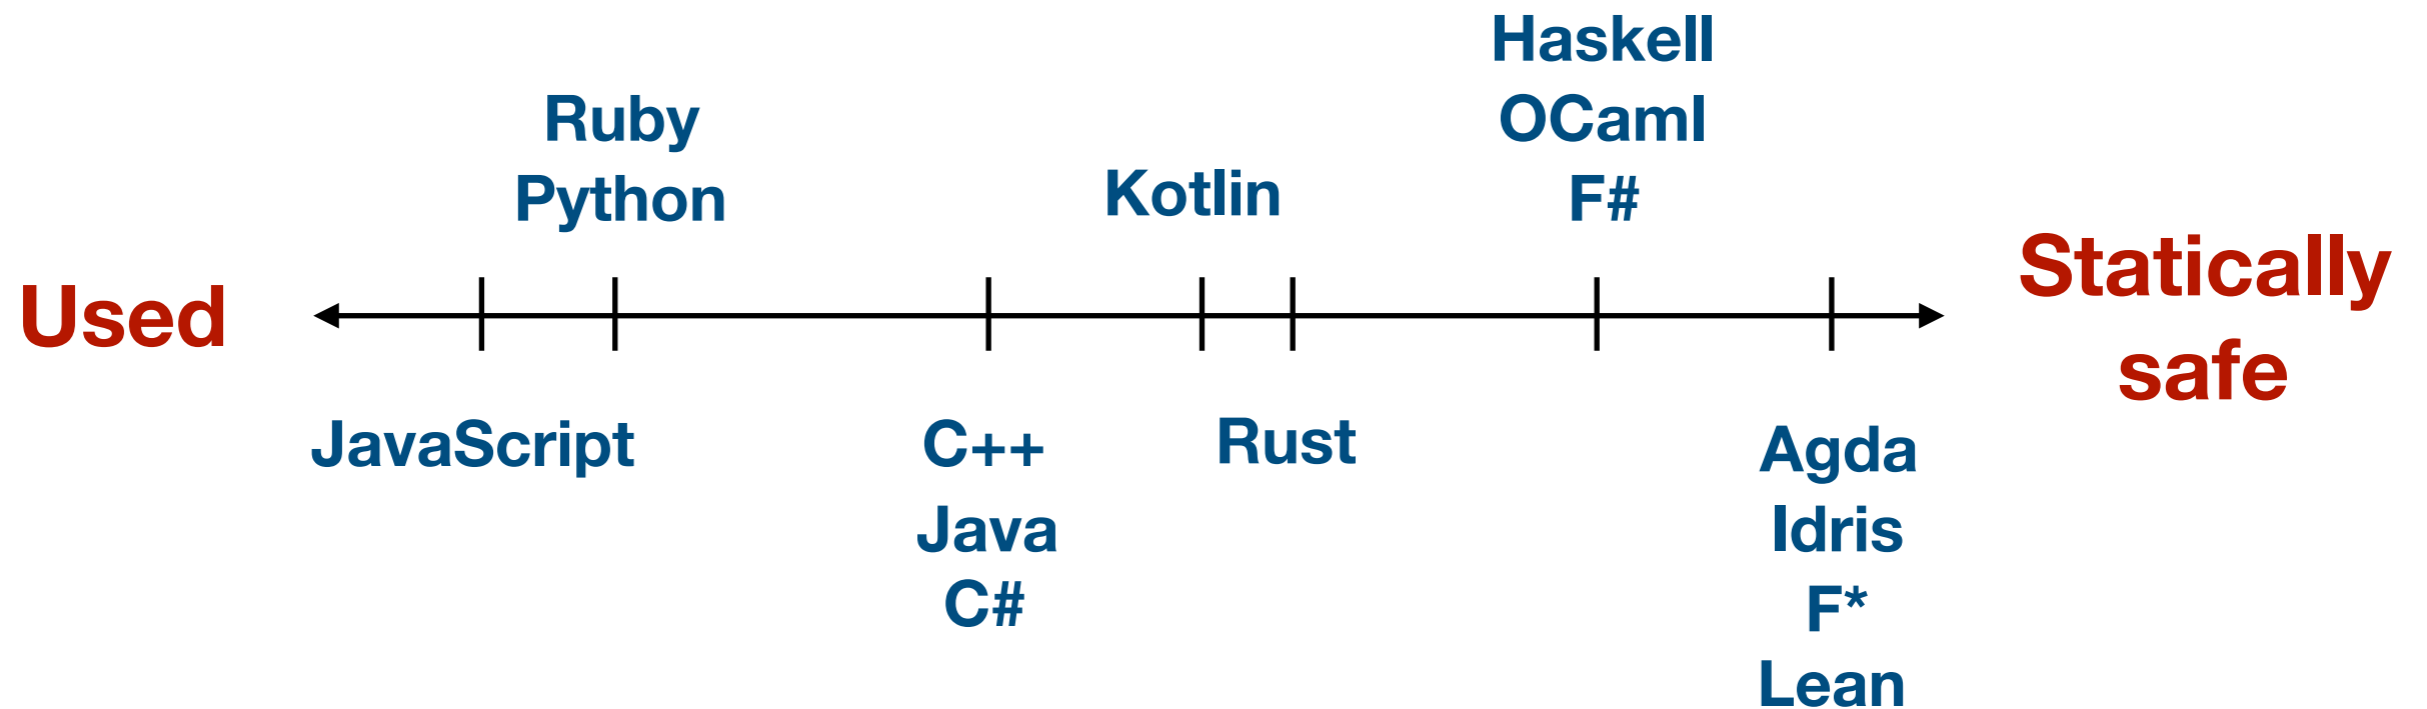 Used
JavaScript
Ruby
Python
C++
Java
C#
Kotlin
Rust
Haskell
OCaml
F#
Agda
Idris
F*
Lean
Statically
safe